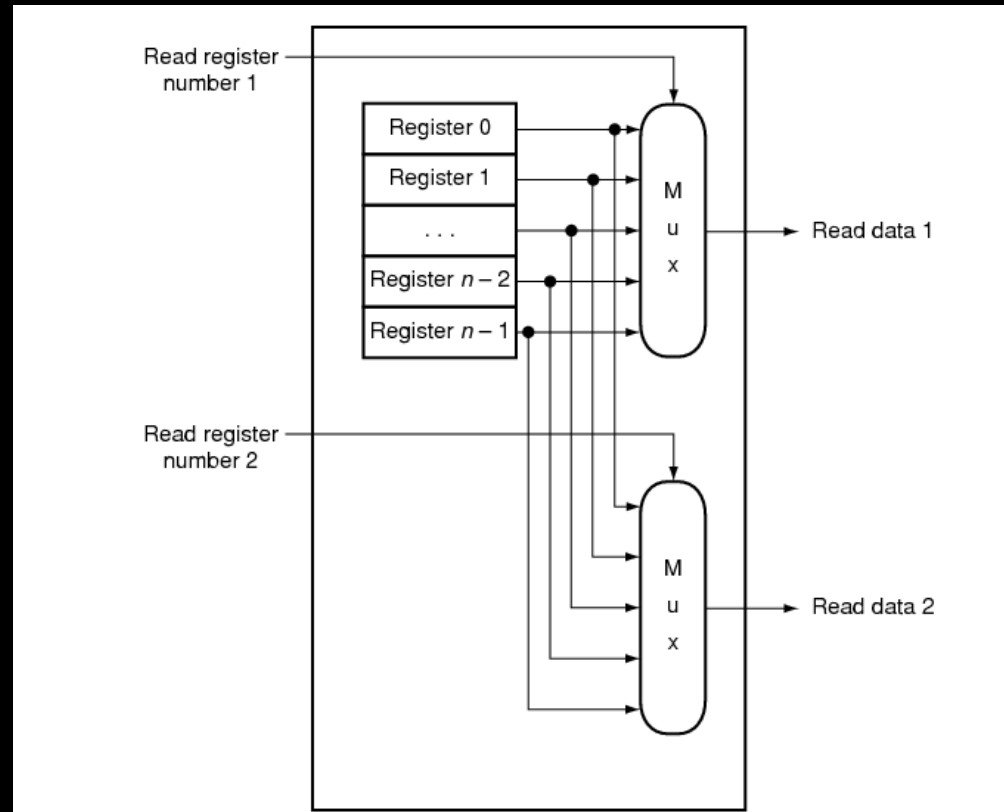 Read register
number 1
Register 0
Register 1
. . .
Register n – 2
Register n – 1
M
u
x
Read data 1
Read register
number 2
M
u
x
Read data 2